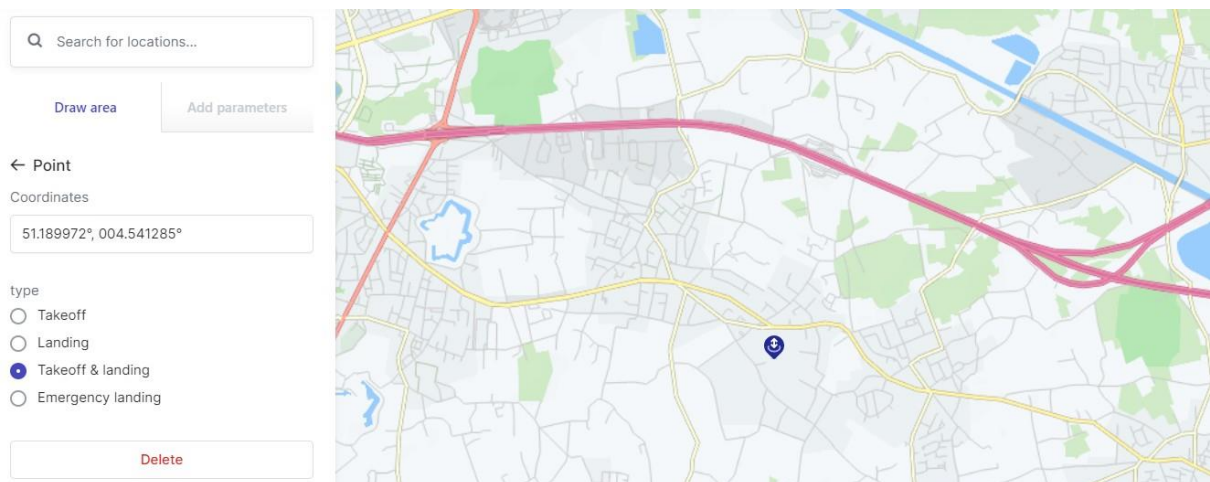 Search for locations...
Draw area Add parameters
← Point
Coordinates
51.189972°, 004.541285°
type
Takeoff
Landing
Takeoff & landing
Emergency landing
Delete